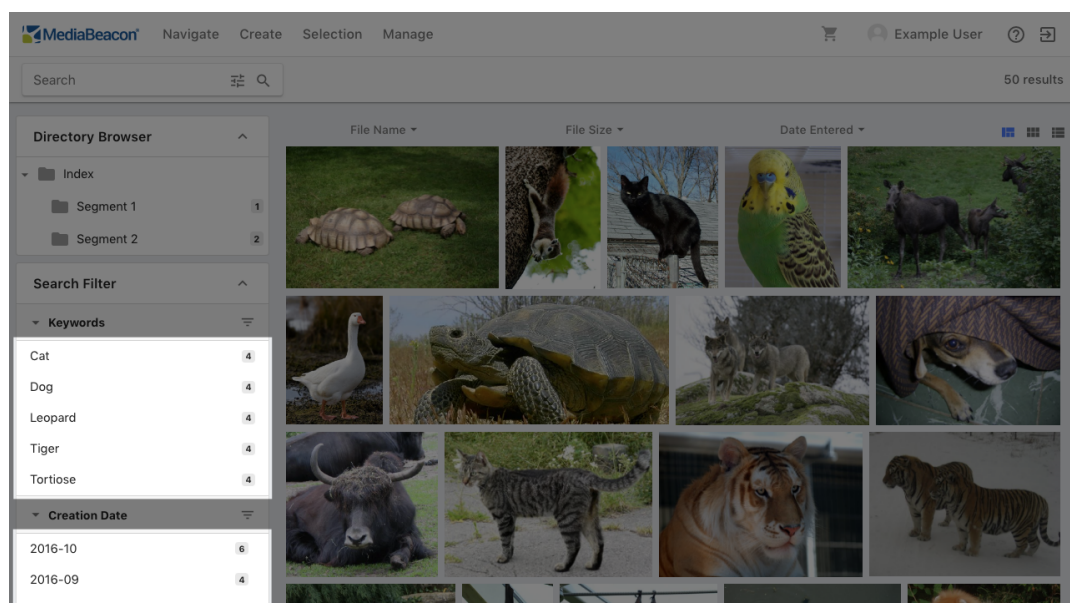 MediaBeacon® Navigate Create Selection Manage Example User
Search 50 results
Directory Browser
File Name File Size Date Entered
Index
Segment 1 1
Segment 2 2
Search Filter
Keywords
Cat 4
Dog 4
Leopard 4
Tiger 4
Tortiose 4
Creation Date
2016-10 6
2016-09 4